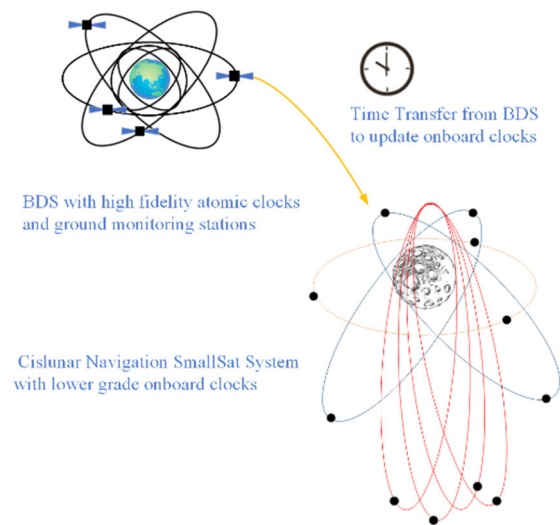 Time Transfer from BDS
to update onboard clocks
BDS with high fidelity atomic clocks
and ground monitoring stations
Cislunar Navigation SmallSat System
with lower grade onboard clocks